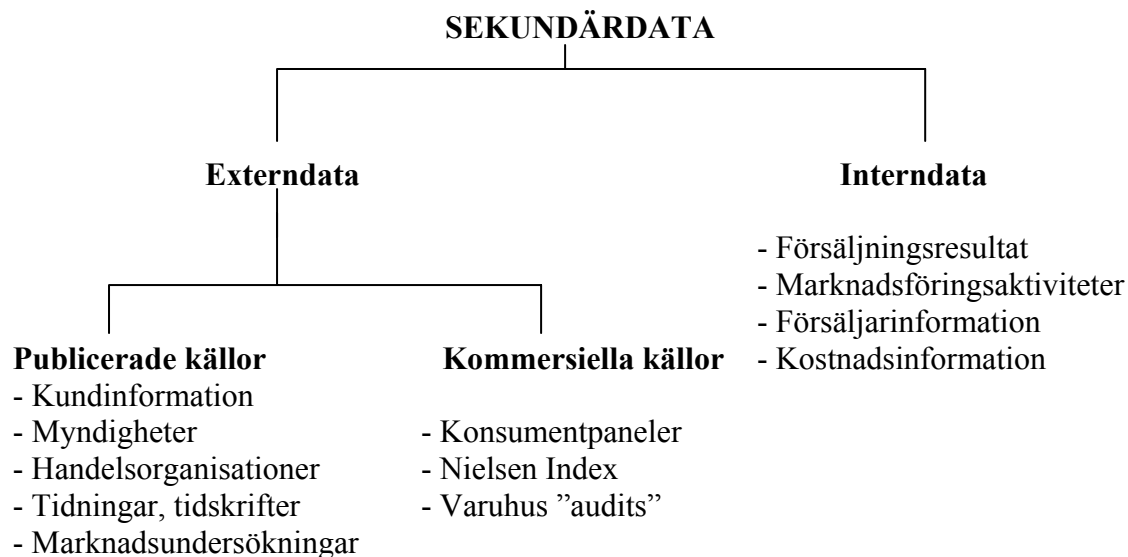 SEKUNDÄRDATA
Externdata
Interndata
- Försäljningsresultat
- Marknadsföringsaktiviteter
- Försäljarinformation
- Kostnadsinformation
Publicerade källor
- Kundinformation
- Myndigheter
- Handelsorganisationer
- Tidningar, tidskrifter
- Marknadsundersökningar
Kommersiella källor
- Konsumentpaneler
- Nielsen Index
- Varuhus ”audits”